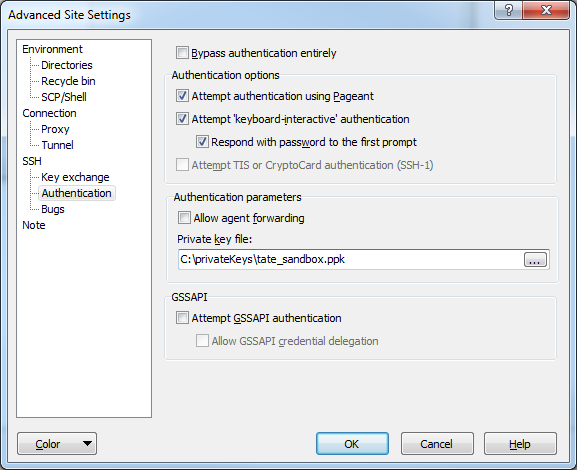 Advanced Site Settings
Environment
Directories
Recycle bin
SCP/Shell
Connection
Proxy
Tunnel
SSH
Key exchange
Authentication
Bugs
Note
Bypass authentication entirely
Authentication options
Attempt authentication using Pageant
Attempt 'keyboard-interactive' authentication
Respond with password to the first prompt
Attempt TIS or CryptoCard authentication (SSH-1)
Authentication parameters
Allow agent forwarding
Private key file:
C:\privateKeys\tate_sandbox.ppk
...
GSSAPI
Attempt GSSAPI authentication
Allow GSSAPI credential delegation
Color
OK
Cancel
Help